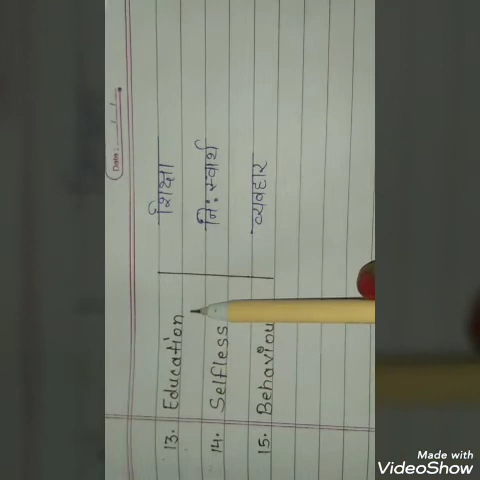 Date:
13. Education शिक्षा
14. Selfless नि:स्वार्थ
15. Behaviou व्यवहार
Made with
VideoShow